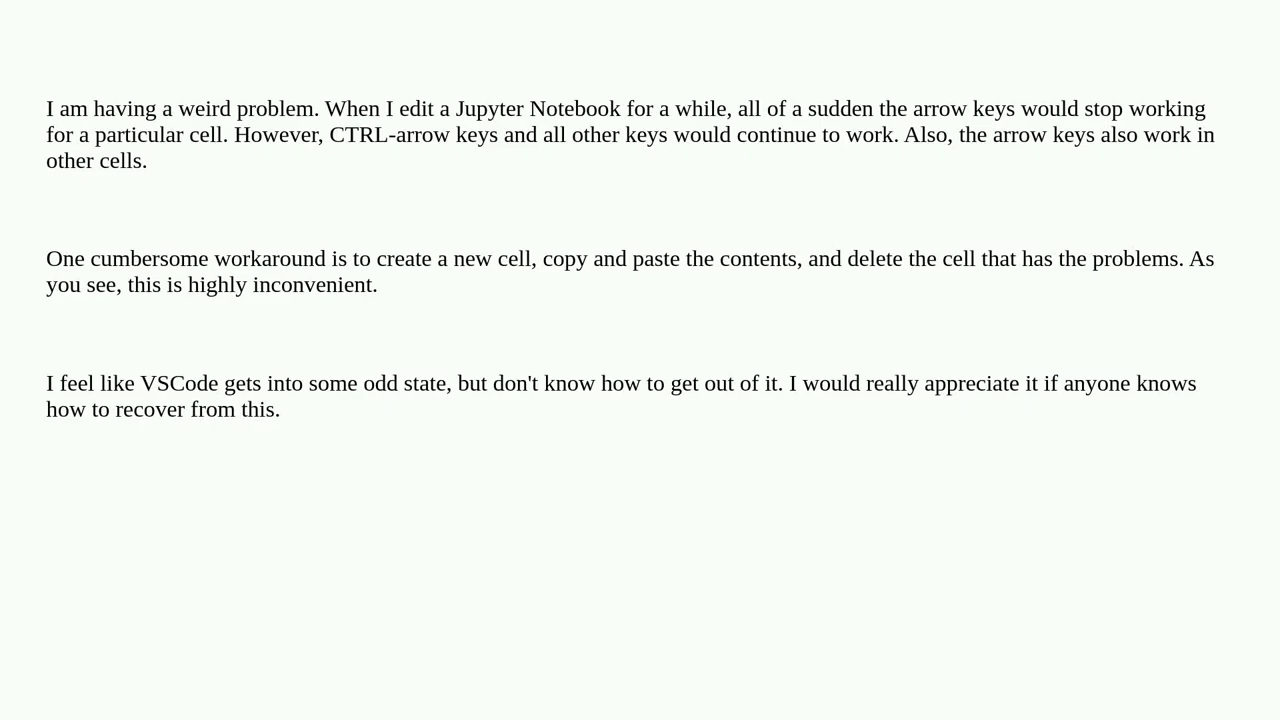 I am having a weird problem. When I edit a Jupyter Notebook for a while, all of a sudden the arrow keys would stop working
for a particular cell. However, CTRL-arrow keys and all other keys would continue to work. Also, the arrow keys also work in
other cells.
One cumbersome workaround is to create a new cell, copy and paste the contents, and delete the cell that has the problems. As
you see, this is highly inconvenient.
I feel like VSCode gets into some odd state, but don't know how to get out of it. I would really appreciate it if anyone knows
how to recover from this.